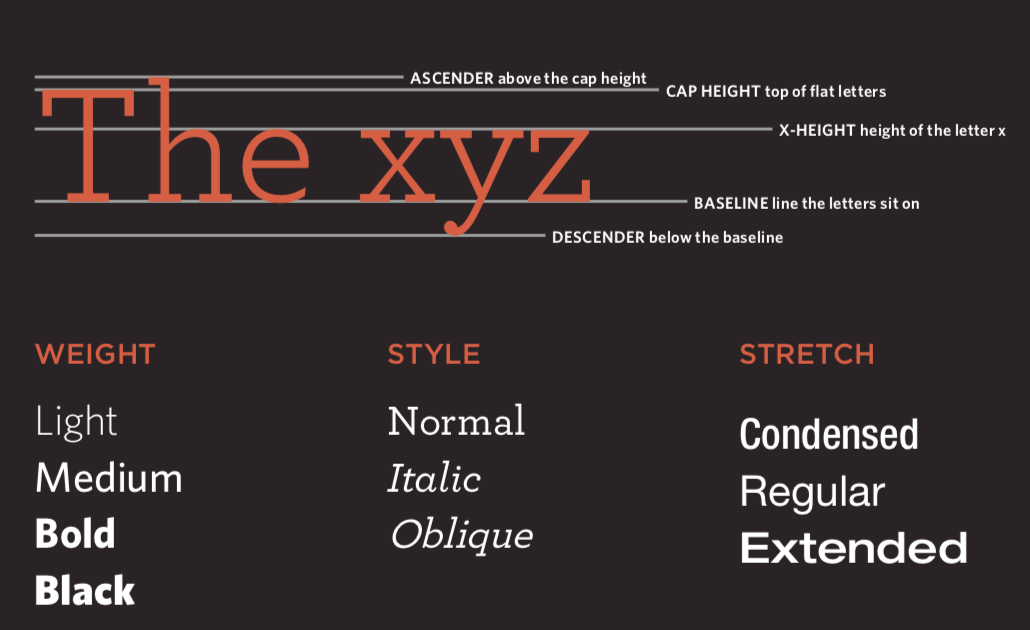 The xyz
ASCENDER above the cap height
CAP HEIGHT top of flat letters
X-HEIGHT height of the letter x
BASELINE line the letters sit on
DESCENDER below the baseline
WEIGHT
Light
Medium
Bold
Black
STYLE
Normal
Italic
Oblique
STRETCH
Condensed
Regular
Extended